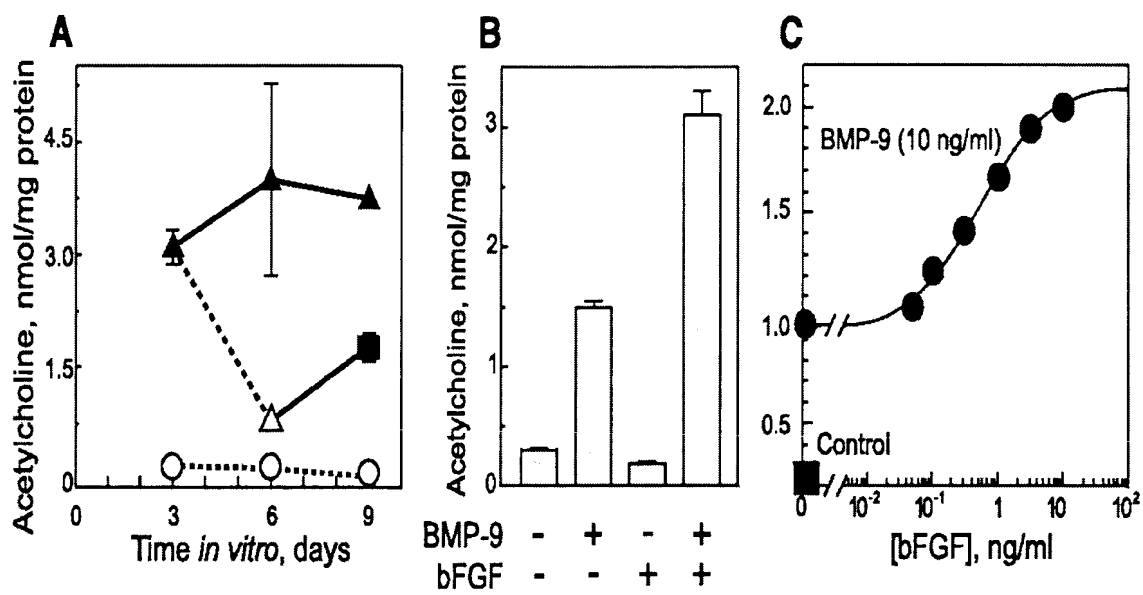 A
B
C
Acetylcholine, nmol/mg protein
4.5
3.0
1.5
0
3
6
9
Time in vitro, days
Acetylcholine, nmol/mg protein
3
2
1
0
BMP-9 - + - +
bFGF - - + +
2.0
1.5
1.0
0.5
BMP-9 (10 ng/ml)
Control
0 10-2 10-1 1 10 102
[bFGF], ng/ml